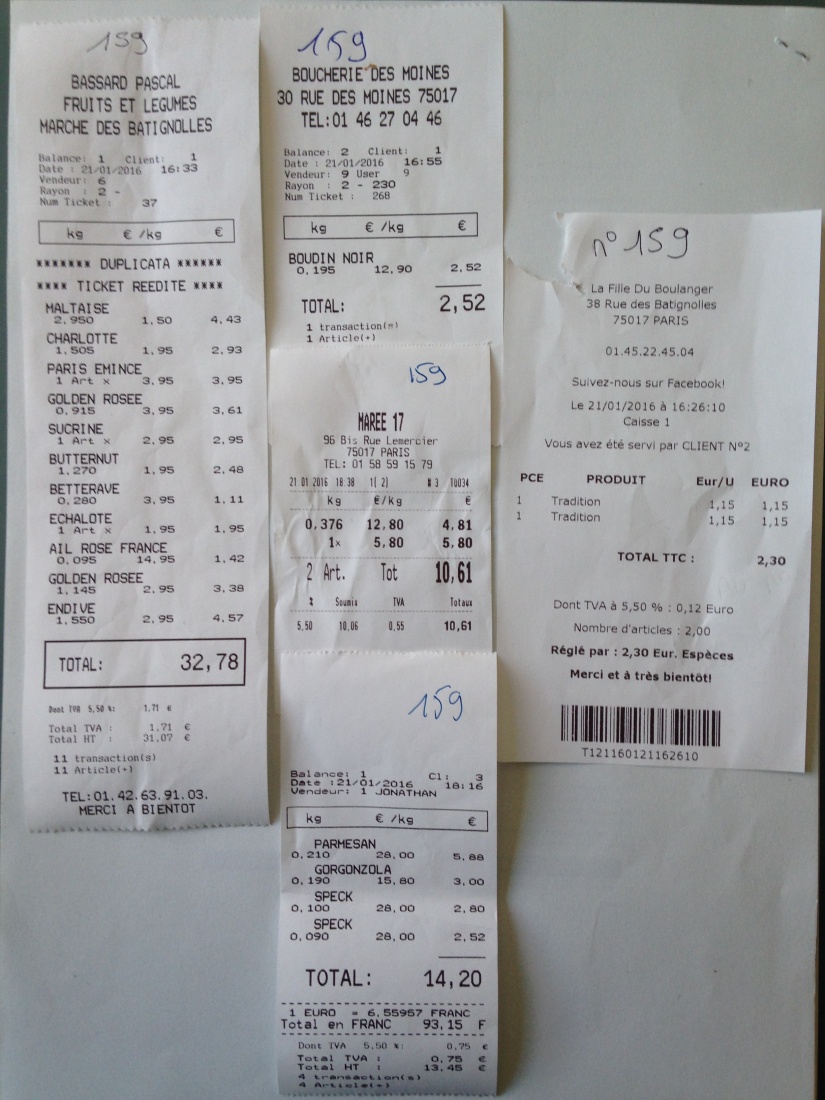 159
BASSARD PASCAL
FRUITS ET LEGUMES
MARCHE DES BATIGNOLLES
Balance: 1 Client: 1
Date : 21/01/2016 16:33
Vendeur: 6
Rayon : 2 -
Num Ticket : 37
kg € /kg €
******* DUPLICATA ******
**** TICKET REEDITE ****
MALTAISE
2,950 1,50 4,43
CHARLOTTE
1,505 1,95 2,93
PARIS EMINCE
1 Art x 3,95 3,95
GOLDEN ROSEE
0,915 3,95 3,61
SUCRINE
1 Art x 2,95 2,95
BUTTERNUT
1,270 1,95 2,48
BETTERAVE
0,280 3,95 1,11
ECHALOTE
1 Art x 1,95 1,95
AIL ROSE FRANCE
0,095 14,95 1,42
GOLDEN ROSEE
1,145 2,95 3,38
ENDIVE
1,550 2,95 4,57
TOTAL: 32,78
Dont TVA 5,50 %: 1,71 €
Total TVA : 1,71 €
Total HT : 31,07 €
11 transaction(s)
11 Article(+)
TEL:01.42.63.91.03.
MERCI A BIENTOT
159
BOUCHERIE DES MOINES
30 RUE DES MOINES 75017
TEL:01 46 27 04 46
Balance: 2 Client: 1
Date : 21/01/2016 16:55
Vendeur: 9 User 9
Rayon : 2 - 230
Num Ticket : 268
kg € /kg €
BOUDIN NOIR
0,195 12,90 2,52
TOTAL: 2,52
1 transaction(s)
1 Article(+)
159
MAREE 17
96 Bis Rue Lemercier
75017 PARIS
TEL: 01 58 59 15 79
21 01 2016 18:38 1( 2) # 3 T0034
kg €/kg €
0,376 12,80 4,81
1x 5,80 5,80
2 Art. Tot 10,61
% Soumis TVA Totaux
5,50 10,06 0,55 10,61
159
Balance: 1 Cl: 3
Date :21/01/2016 18:16
Vendeur: 1 JONATHAN
kg € /kg €
PARMESAN
0,210 28,00 5,88
GORGONZOLA
0,190 15,80 3,00
SPECK
0,100 28,00 2,80
SPECK
0,090 28,00 2,52
TOTAL: 14,20
1 EURO = 6,55957 FRANC
Total en FRANC 93,15 F
Dont TVA 5,50 %: 0,75 €
Total TVA : 0,75 €
Total HT : 13,45 €
4 transaction(s)
4 Article(+)
n° 159
La Fille Du Boulanger
38 Rue des Batignolles
75017 PARIS
01.45.22.45.04
Suivez-nous sur Facebook!
Le 21/01/2016 à 16:26:10
Caisse 1
Vous avez été servi par CLIENT N°2
PCE PRODUIT Eur/U EURO
1 Tradition 1,15 1,15
1 Tradition 1,15 1,15
TOTAL TTC : 2,30
Dont TVA à 5,50 % : 0,12 Euro
Nombre d'articles : 2,00
Réglé par : 2,30 Eur. Espèces
Merci et à très bientôt!
T121160121162610